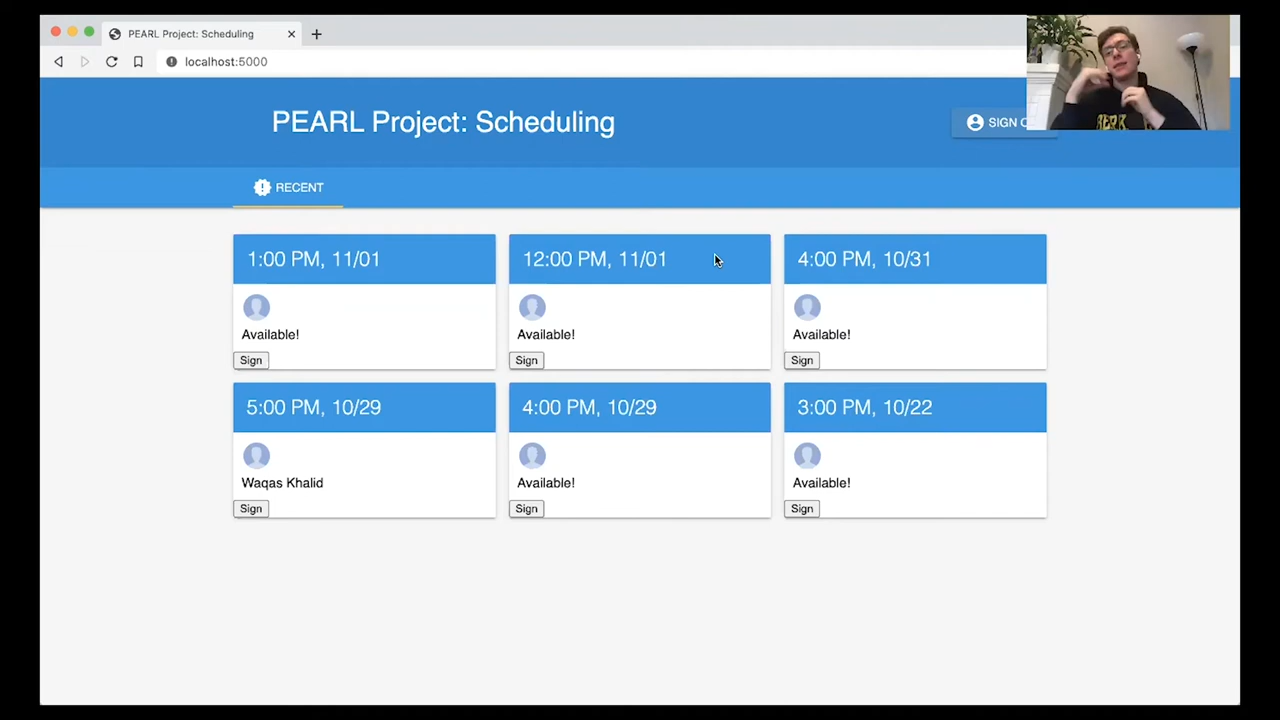 PEARL Project: Scheduling
localhost:5000
PEARL Project: Scheduling
SIGN
RECENT
1:00 PM, 11/01
12:00 PM, 11/01
4:00 PM, 10/31
Available!
Available!
Available!
Sign
Sign
Sign
5:00 PM, 10/29
4:00 PM, 10/29
3:00 PM, 10/22
Waqas Khalid
Available!
Available!
Sign
Sign
Sign